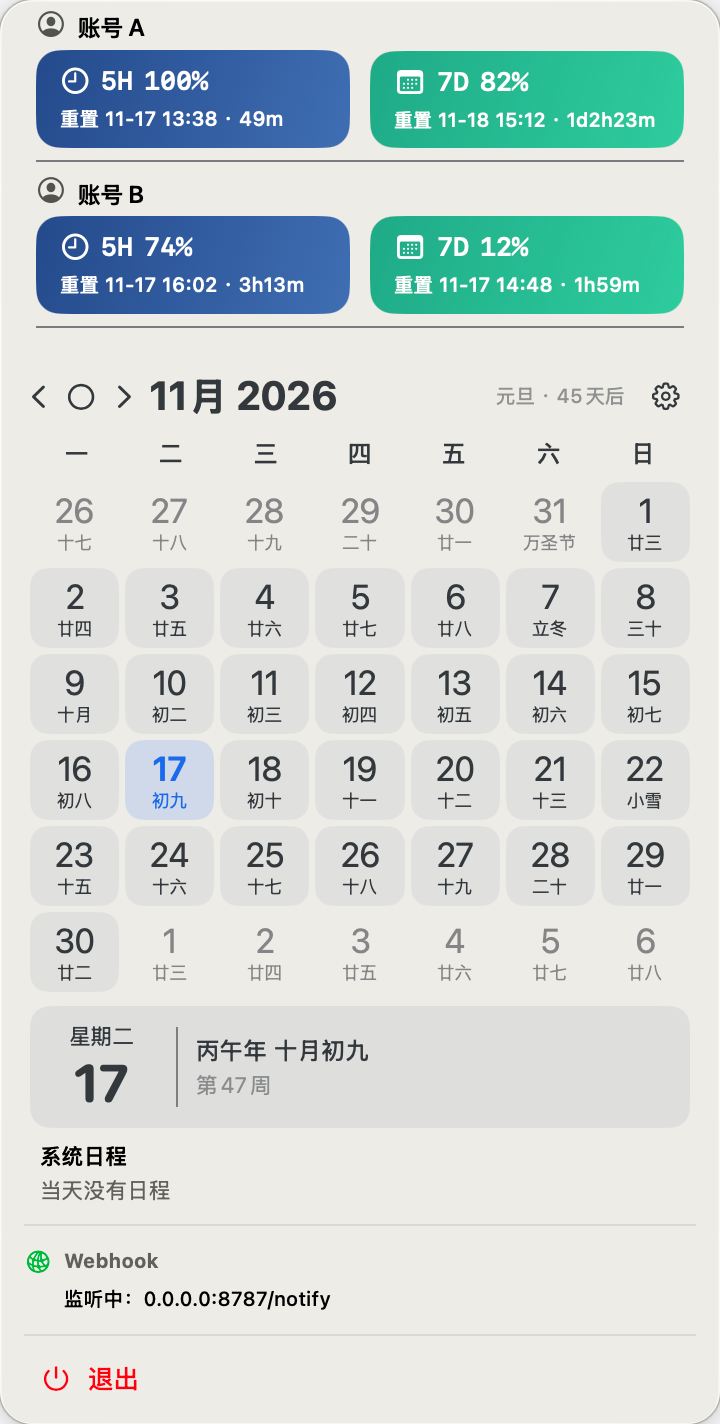 账号 A
5H 100%
重置 11-17 13:38 · 49m
7D 82%
重置 11-18 15:12 · 1d2h23m
账号 B
5H 74%
重置 11-17 16:02 · 3h13m
7D 12%
重置 11-17 14:48 · 1h59m
11月 2026
元旦 · 45 天后
一 二 三 四 五 六 日
26 27 28 29 30 31 1
十七 十八 十九 二十 廿一 万圣节 廿三
2 3 4 5 6 7 8
廿四 廿五 廿六 廿七 廿八 立冬 三十
9 10 11 12 13 14 15
十月 初二 初三 初四 初五 初六 初七
16 17 18 19 20 21 22
初八 初九 初十 十一 十二 十三 小雪
23 24 25 26 27 28 29
十五 十六 十七 十八 十九 二十 廿一
30 1 2 3 4 5 6
廿二 廿三 廿四 廿五 廿六 廿七 廿八
星期二
17
丙午年 十月初九
第 47 周
系统日程
当天没有日程
Webhook
监听中：0.0.0.0:8787/notify
退出